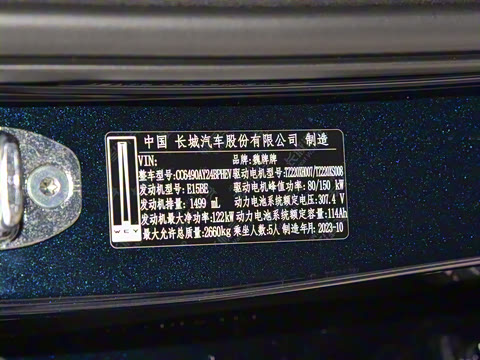 中国 长城汽车股份有限公司 制造
VIN: 品牌:魏牌牌
整车型号:CC6490AY24BPHEV 驱动电机型号:TZ220XS007/TZ220XS008
发动机型号:E15BE 驱动电机峰值功率:80/150 kW
发动机排量:1499 mL 动力电池系统额定电压:307.4 V
发动机最大净功率:122kW 动力电池系统额定容量:114Ah
最大允许总质量:2660kg 乘坐人数:5人 制造年月:2023-10
WEY